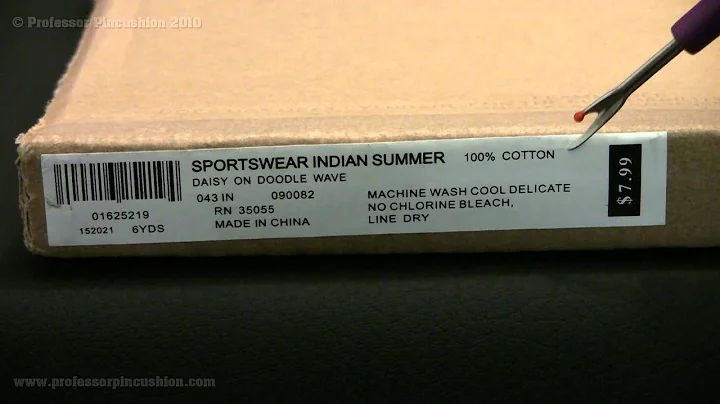 © Professor Pincushion 2010
SPORTSWEAR INDIAN SUMMER 100% COTTON
DAISY ON DOODLE WAVE
043 IN 090082
RN 35055
MADE IN CHINA
MACHINE WASH COOL DELICATE
NO CHLORINE BLEACH,
LINE DRY
01625219
152021 6YDS
$7.99
www.professorpincushion.com